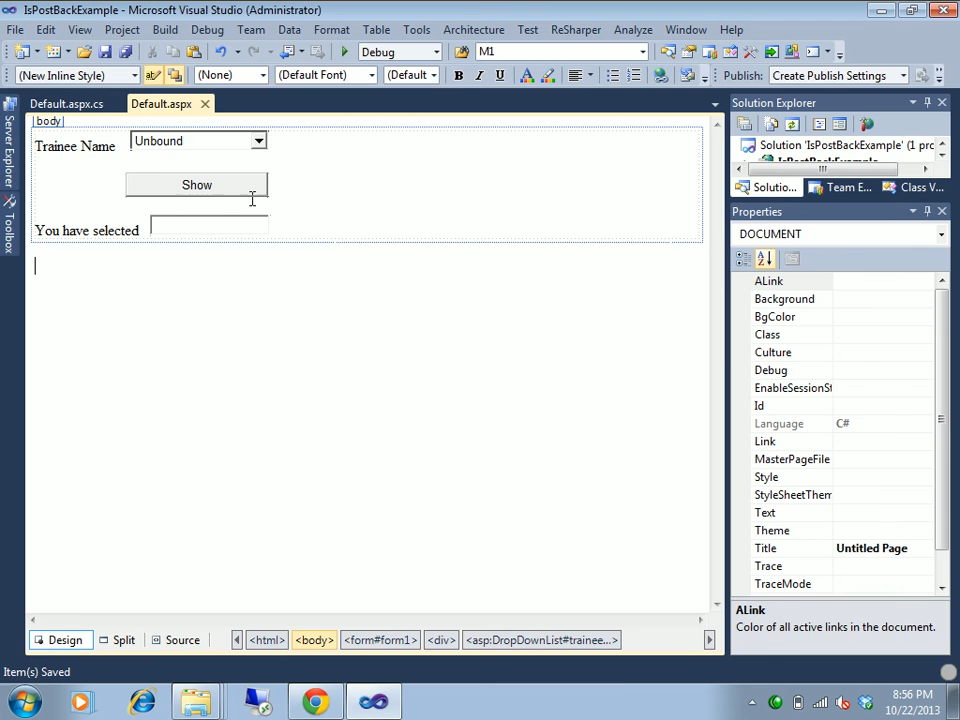 IsPostBackExample - Microsoft Visual Studio (Administrator)
File Edit View Project Build Debug Team Data Format Table Tools Architecture Test ReSharper Analyze Window Help
Debug M1
(New Inline Style) (None) (Default Font) (Default B I U A Publish: Create Publish Settings
Default.aspx.cs Default.aspx
Server Explorer
Toolbox
body
Trainee Name Unbound
Show
You have selected
Solution Explorer
Solution 'IsPostBackExample' (1 prc
IsPostBackExample
Solutio... Team E... Class V...
Properties
DOCUMENT
ALink
Background
BgColor
Class
Culture
Debug
EnableSessionSt
Id
Language C#
Link
MasterPageFile
Style
StyleSheetThem
Text
Theme
Title Untitled Page
Trace
TraceMode
ALink
Color of all active links in the document.
Design Split Source <html> <body> <form#form1> <div> <asp:DropDownList#trainee...>
Item(s) Saved
8:56 PM
10/22/2013